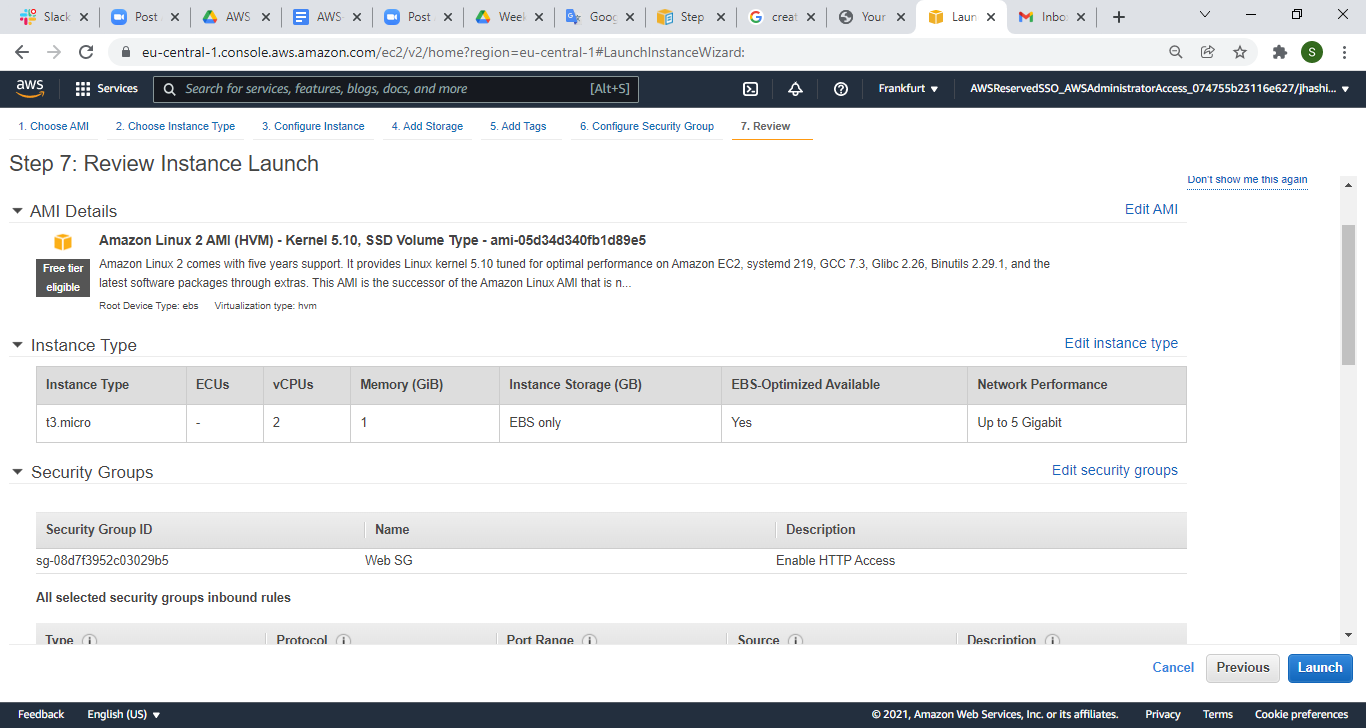 Slack
Post
AWS
AWS
Post
Week
Goog
Step
creat
Your
Laun
Inbo
eu-central-1.console.aws.amazon.com/ec2/v2/home?region=eu-central-1#LaunchInstanceWizard:
S
aws
Services
Search for services, features, blogs, docs, and more
[Alt+S]
Frankfurt
AWSReservedSSO_AWSAdministratorAccess_074755b23116e627/jhashi...
1. Choose AMI 2. Choose Instance Type 3. Configure Instance 4. Add Storage 5. Add Tags 6. Configure Security Group 7. Review
Step 7: Review Instance Launch
Don't show me this again
AMI Details
Edit AMI
Amazon Linux 2 AMI (HVM) - Kernel 5.10, SSD Volume Type - ami-05d34d340fb1d89e5
Free tier
eligible
Amazon Linux 2 comes with five years support. It provides Linux kernel 5.10 tuned for optimal performance on Amazon EC2, systemd 219, GCC 7.3, Glibc 2.26, Binutils 2.29.1, and the
latest software packages through extras. This AMI is the successor of the Amazon Linux AMI that is n...
Root Device Type: ebs Virtualization type: hvm
Instance Type
Edit instance type
Instance Type ECUs vCPUs Memory (GiB) Instance Storage (GB) EBS-Optimized Available Network Performance
t3.micro - 2 1 EBS only Yes Up to 5 Gigabit
Security Groups
Edit security groups
Security Group ID Name Description
sg-08d7f3952c03029b5 Web SG Enable HTTP Access
All selected security groups inbound rules
Type Protocol Port Range Source Description
Cancel Previous Launch
Feedback English (US) © 2021, Amazon Web Services, Inc. or its affiliates. Privacy Terms Cookie preferences